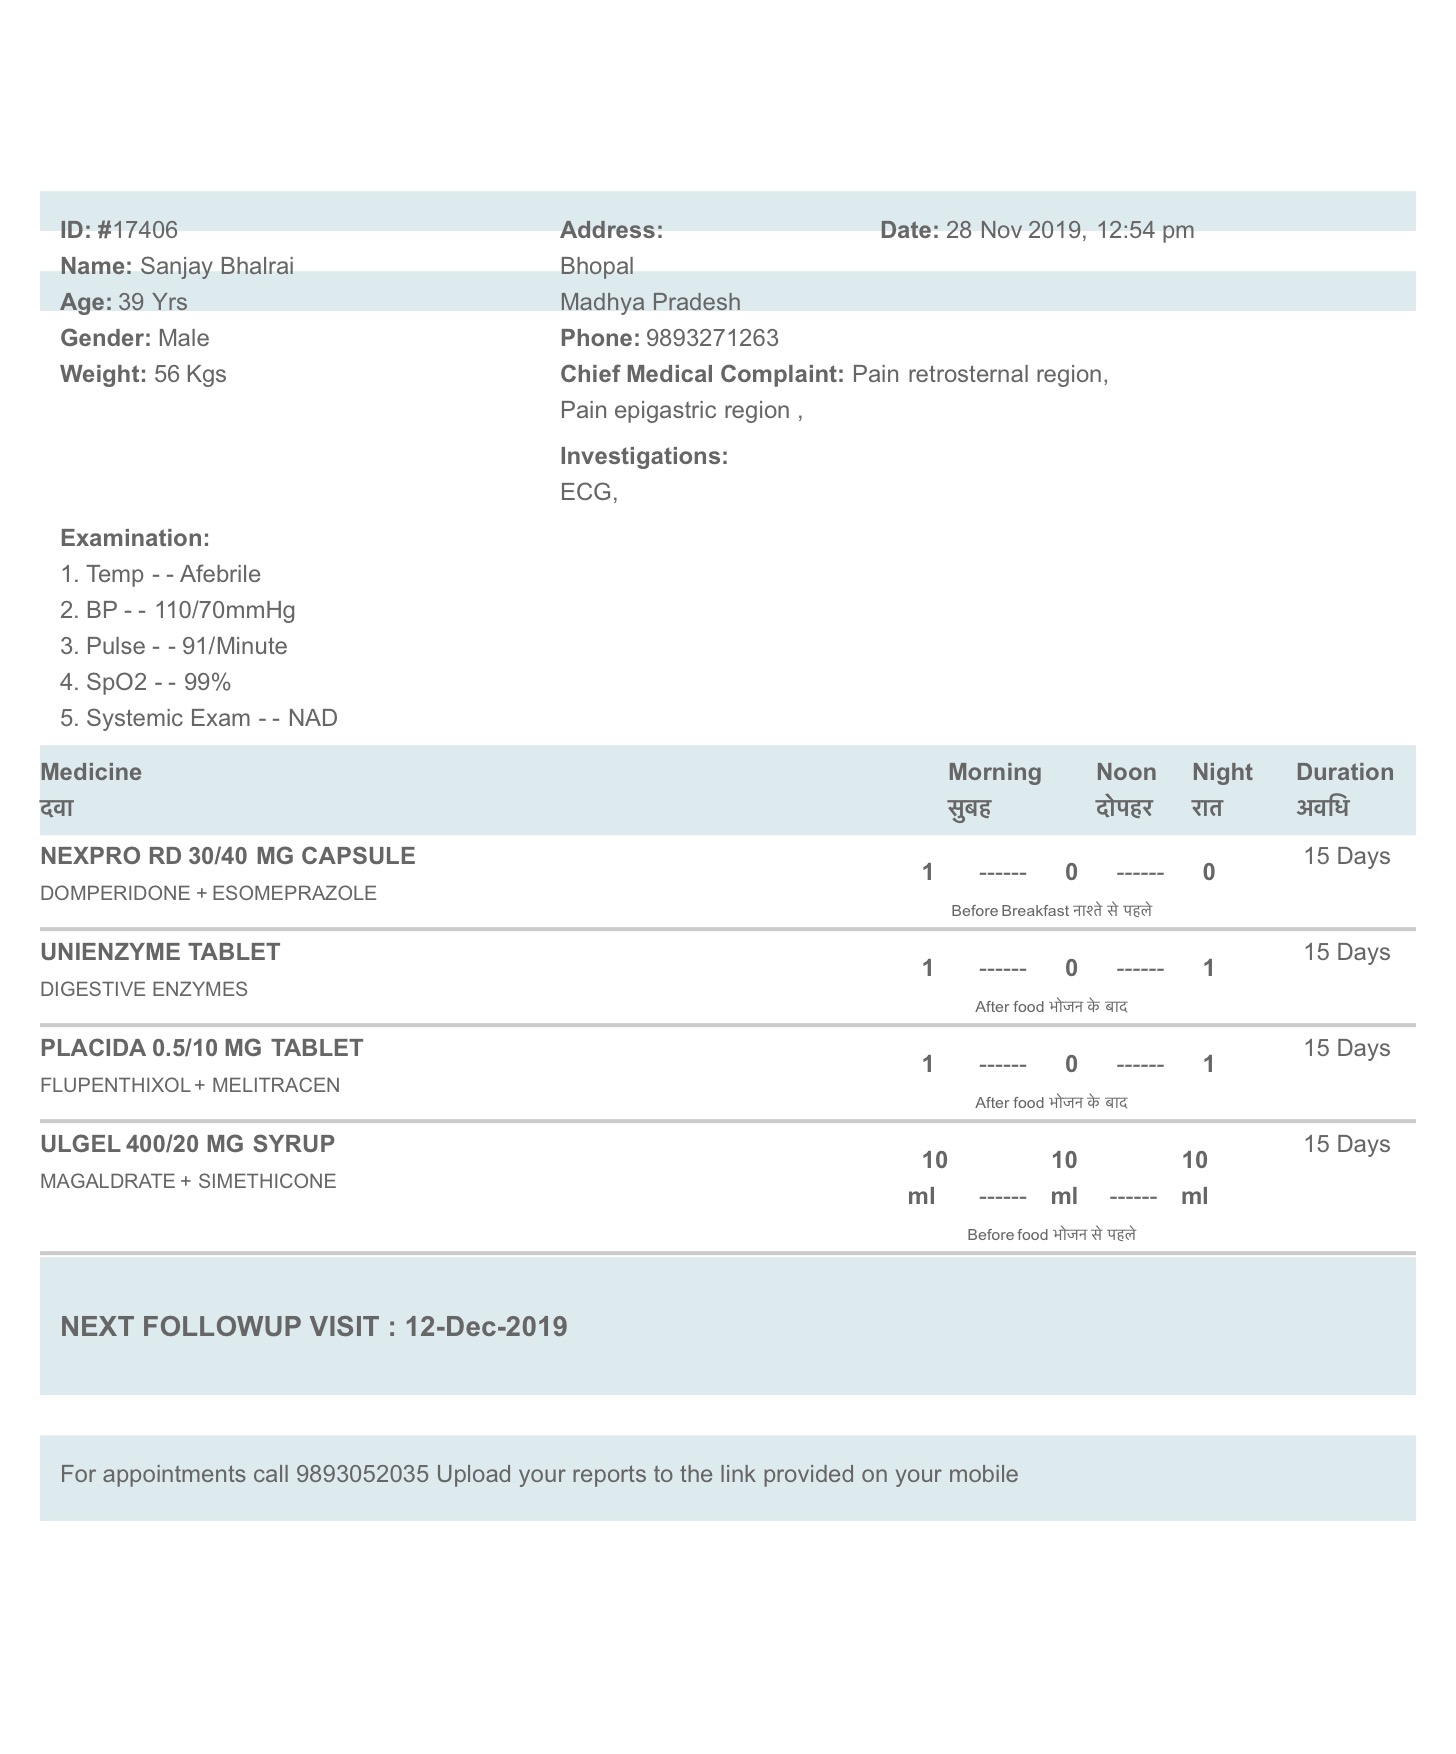 ID: #17406
Name: Sanjay Bhalrai
Age: 39 Yrs
Gender: Male
Weight: 56 Kgs
Address:
Bhopal
Madhya Pradesh
Phone: 9893271263
Chief Medical Complaint: Pain retrosternal region,
Pain epigastric region ,
Investigations:
ECG,
Date: 28 Nov 2019, 12:54 pm
Examination:
1. Temp - - Afebrile
2. BP - - 110/70mmHg
3. Pulse - - 91/Minute
4. SpO2 - - 99%
5. Systemic Exam - - NAD
Medicine Morning Noon Night Duration
दवा सुबह दोपहर रात अवधि
NEXPRO RD 30/40 MG CAPSULE 15 Days
1 ------ 0 ------ 0
DOMPERIDONE + ESOMEPRAZOLE
Before Breakfast नाश्ते से पहले
UNIENZYME TABLET 15 Days
1 ------ 0 ------ 1
DIGESTIVE ENZYMES
After food भोजन के बाद
PLACIDA 0.5/10 MG TABLET 15 Days
1 ------ 0 ------ 1
FLUPENTHIXOL + MELITRACEN
After food भोजन के बाद
ULGEL 400/20 MG SYRUP 15 Days
10 10 10
MAGALDRATE + SIMETHICONE
ml ------ ml ------ ml
Before food भोजन से पहले
NEXT FOLLOWUP VISIT : 12-Dec-2019
For appointments call 9893052035 Upload your reports to the link provided on your mobile